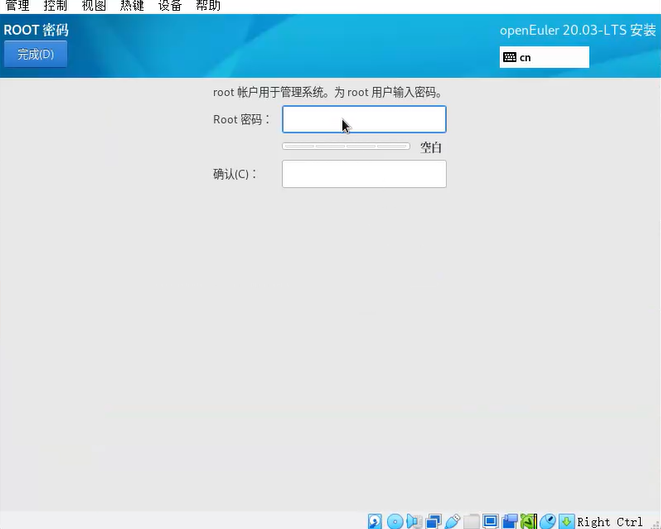 管理 控制 视图 热键 设备 帮助
ROOT 密码
openEuler 20.03-LTS 安装
完成(D)
cn
root 帐户用于管理系统。为 root 用户输入密码。
Root 密码：
空白
确认(C)：
Right Ctrl